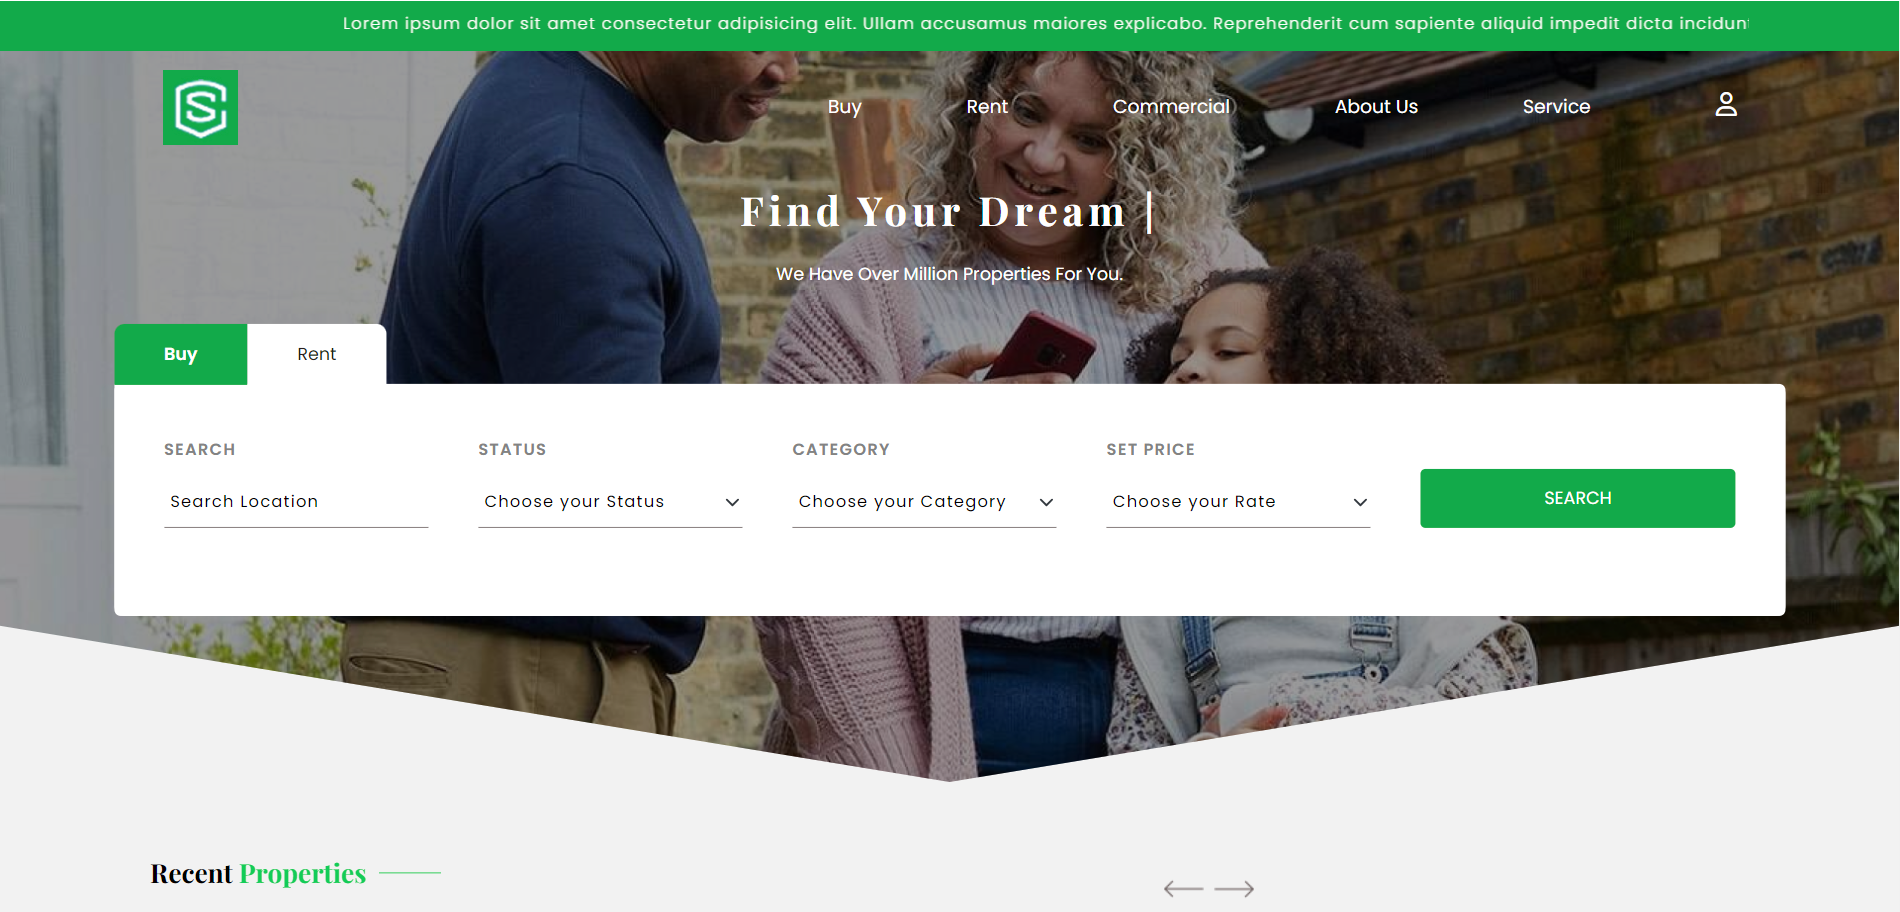 Lorem ipsum dolor sit amet consectetur adipisicing elit. Ullam accusamus maiores explicabo. Reprehenderit cum sapiente aliquid impedit dicta incidunt
Buy Rent Commercial About Us Service
Find Your Dream |
We Have Over Million Properties For You.
Buy Rent
SEARCH STATUS CATEGORY SET PRICE
Search Location Choose your Status Choose your Category Choose your Rate SEARCH
Recent Properties